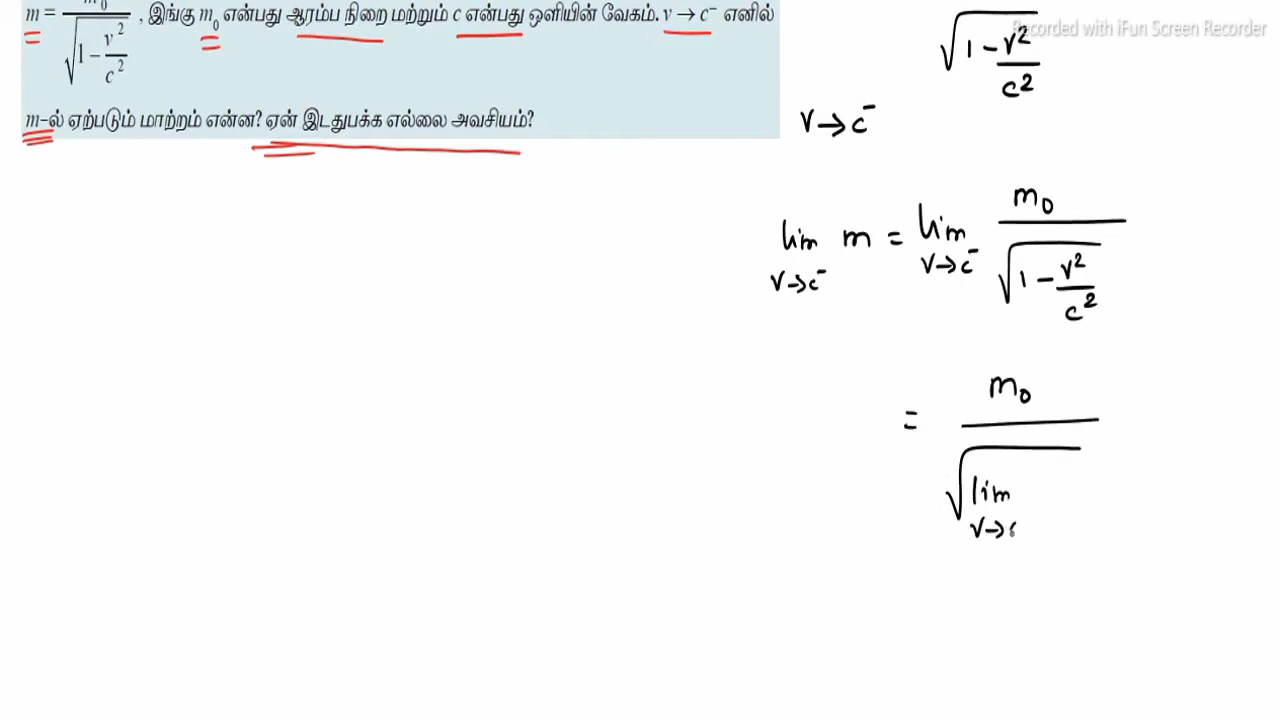 m = m₀ / √(1 − v²/c²) , இங்கு m₀ என்பது ஆரம்ப நிறை மற்றும் c என்பது ஒளியின் வேகம். v → c⁻ எனில்
m-ல் ஏற்படும் மாற்றம் என்ன? ஏன் இடதுபக்க எல்லை அவசியம்?
Recorded with iFun Screen Recorder
√(1 − v²/c²)
v → c⁻
lim v→c⁻ m = lim v→c⁻ m₀ / √(1 − v²/c²)
= m₀ / √(lim v→